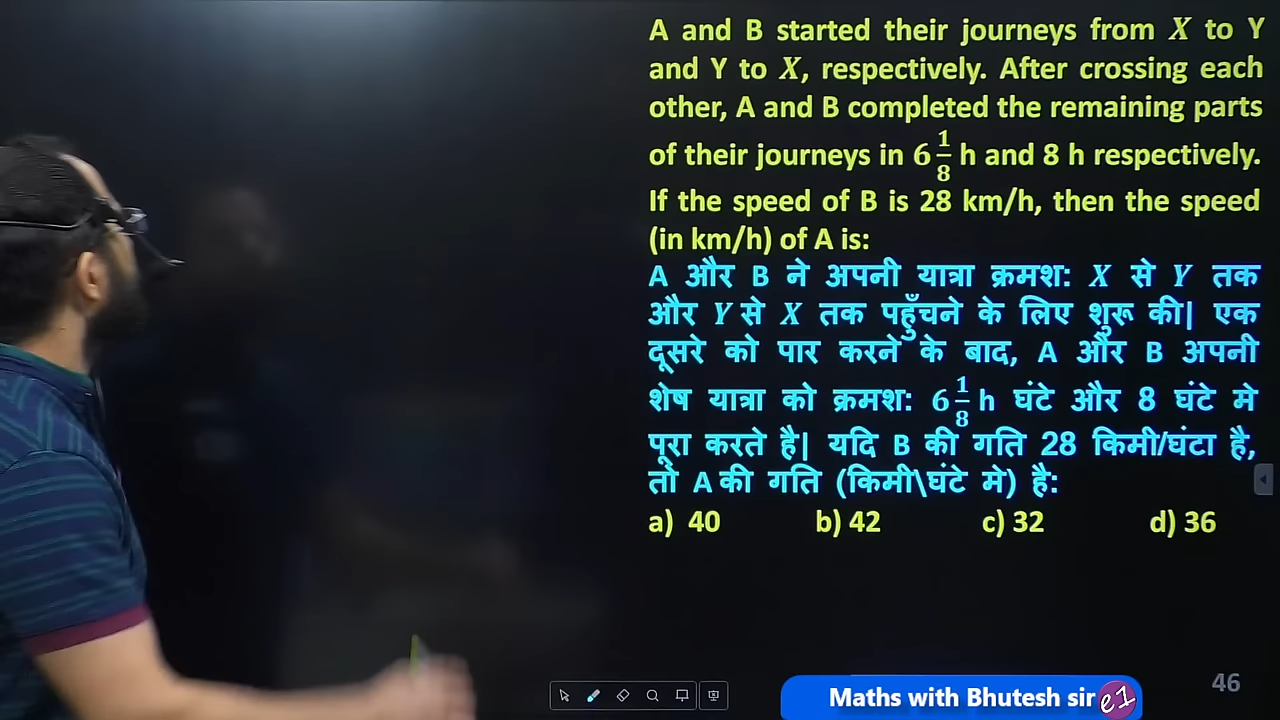 A and B started their journeys from X to Y
and Y to X, respectively. After crossing each
other, A and B completed the remaining parts
of their journeys in 6 1/8 h and 8 h respectively.
If the speed of B is 28 km/h, then the speed
(in km/h) of A is:
A और B ने अपनी यात्रा क्रमश: X से Y तक
और Y से X तक पहुँचने के लिए शुरू की| एक
दूसरे को पार करने के बाद, A और B अपनी
शेष यात्रा को क्रमश: 6 1/8 h घंटे और 8 घंटे मे
पूरा करते है| यदि B की गति 28 किमी/घंटा है,
तो A की गति (किमी\घंटे मे) है:
a) 40 b) 42 c) 32 d) 36
46
Maths with Bhutesh sir e1